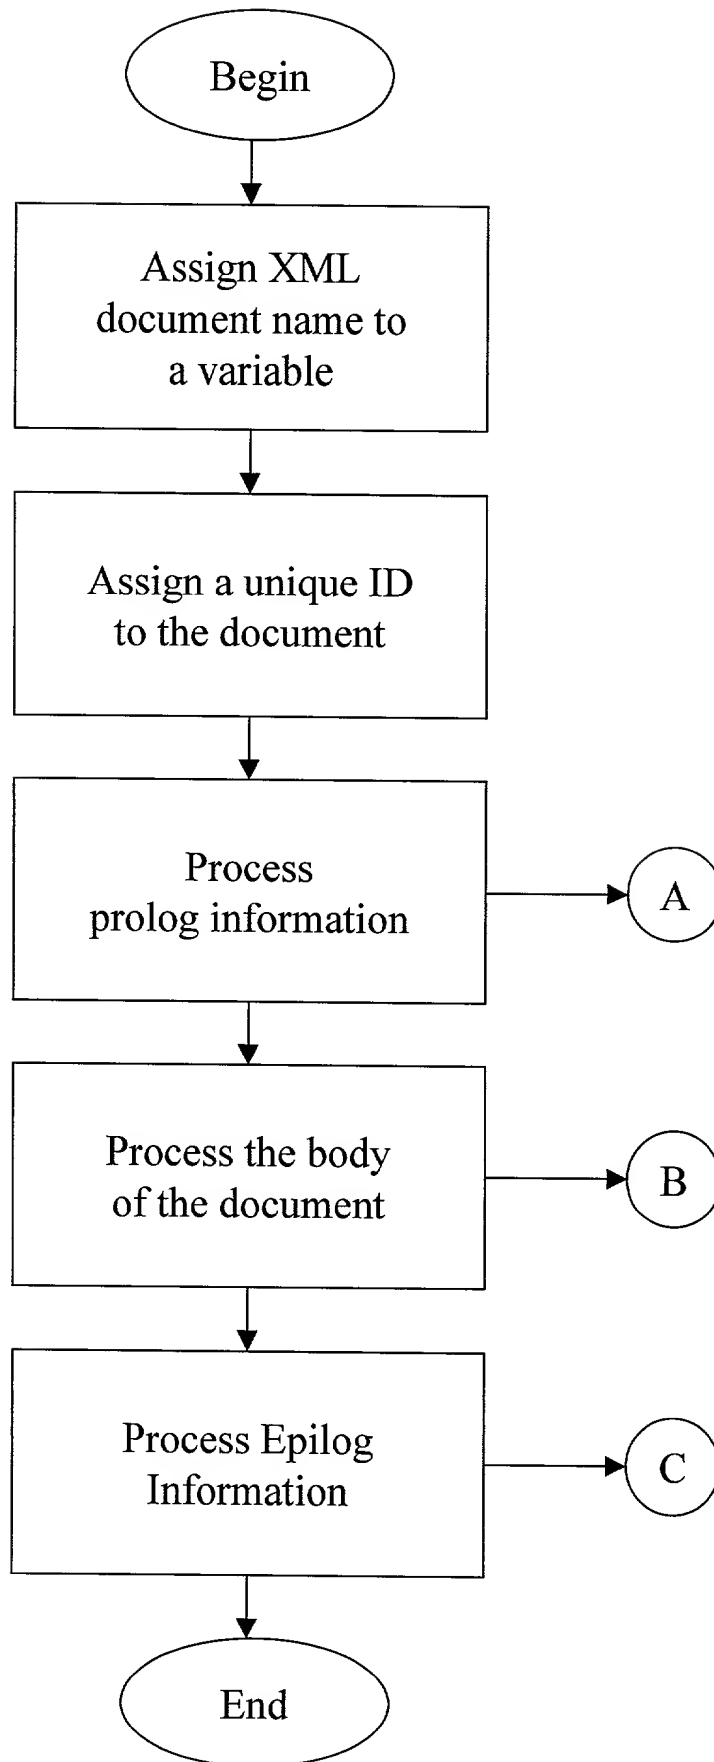 Begin
Assign XML
document name to
a variable
Assign a unique ID
to the document
Process
prolog information
A
Process the body
of the document
B
Process Epilog
Information
C
End